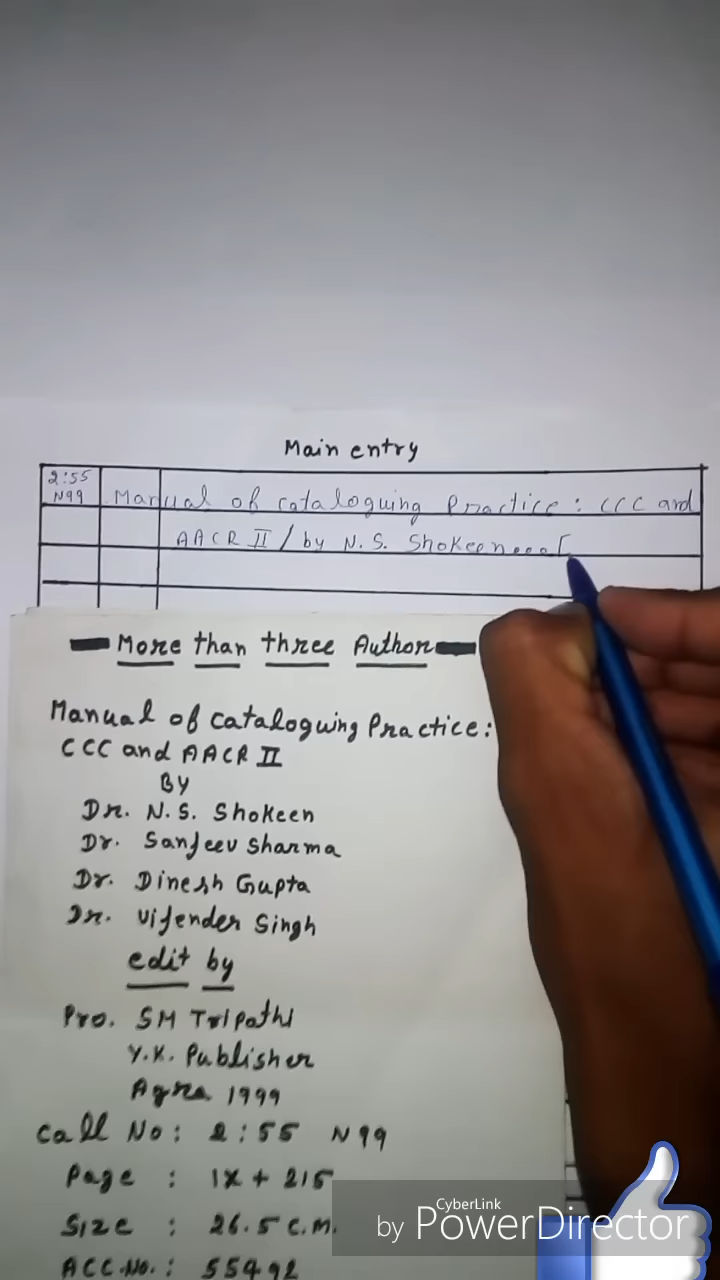 Main entry
2:55
N99 Manual of cataloguing Practice: CCC and
AACR II / by N. S. Shokeen...[
More than three Author
Manual of cataloguing Practice:
CCC and AACR II
By
Dr. N.S. Shokeen
Dr. Sanjeev Sharma
Dr. Dinesh Gupta
Dr. Vijender Singh
edit by
Pro. SM Tripathi
Y.K. Publisher
Agra 1999
Call No: 2:55 N99
Page : IX + 215
Size : 26.5 C.M.
ACC.No.: 55492
CyberLink
by PowerDirector